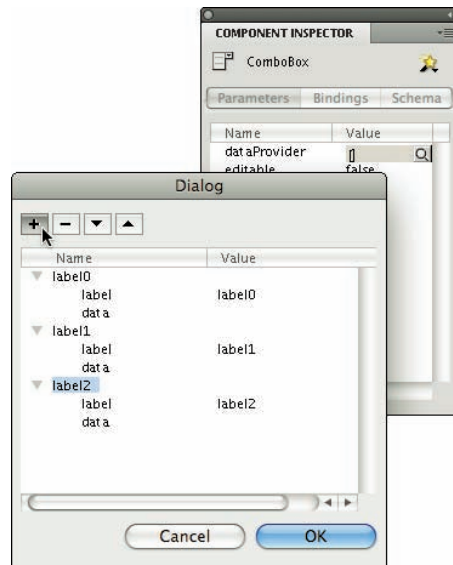 COMPONENT INSPECTOR
ComboBox
Parameters Bindings Schema
Name Value
dataProvider []
editable false
Dialog
+ −
Name Value
label0
label label0
data
label1
label label1
data
label2
label label2
data
Cancel OK